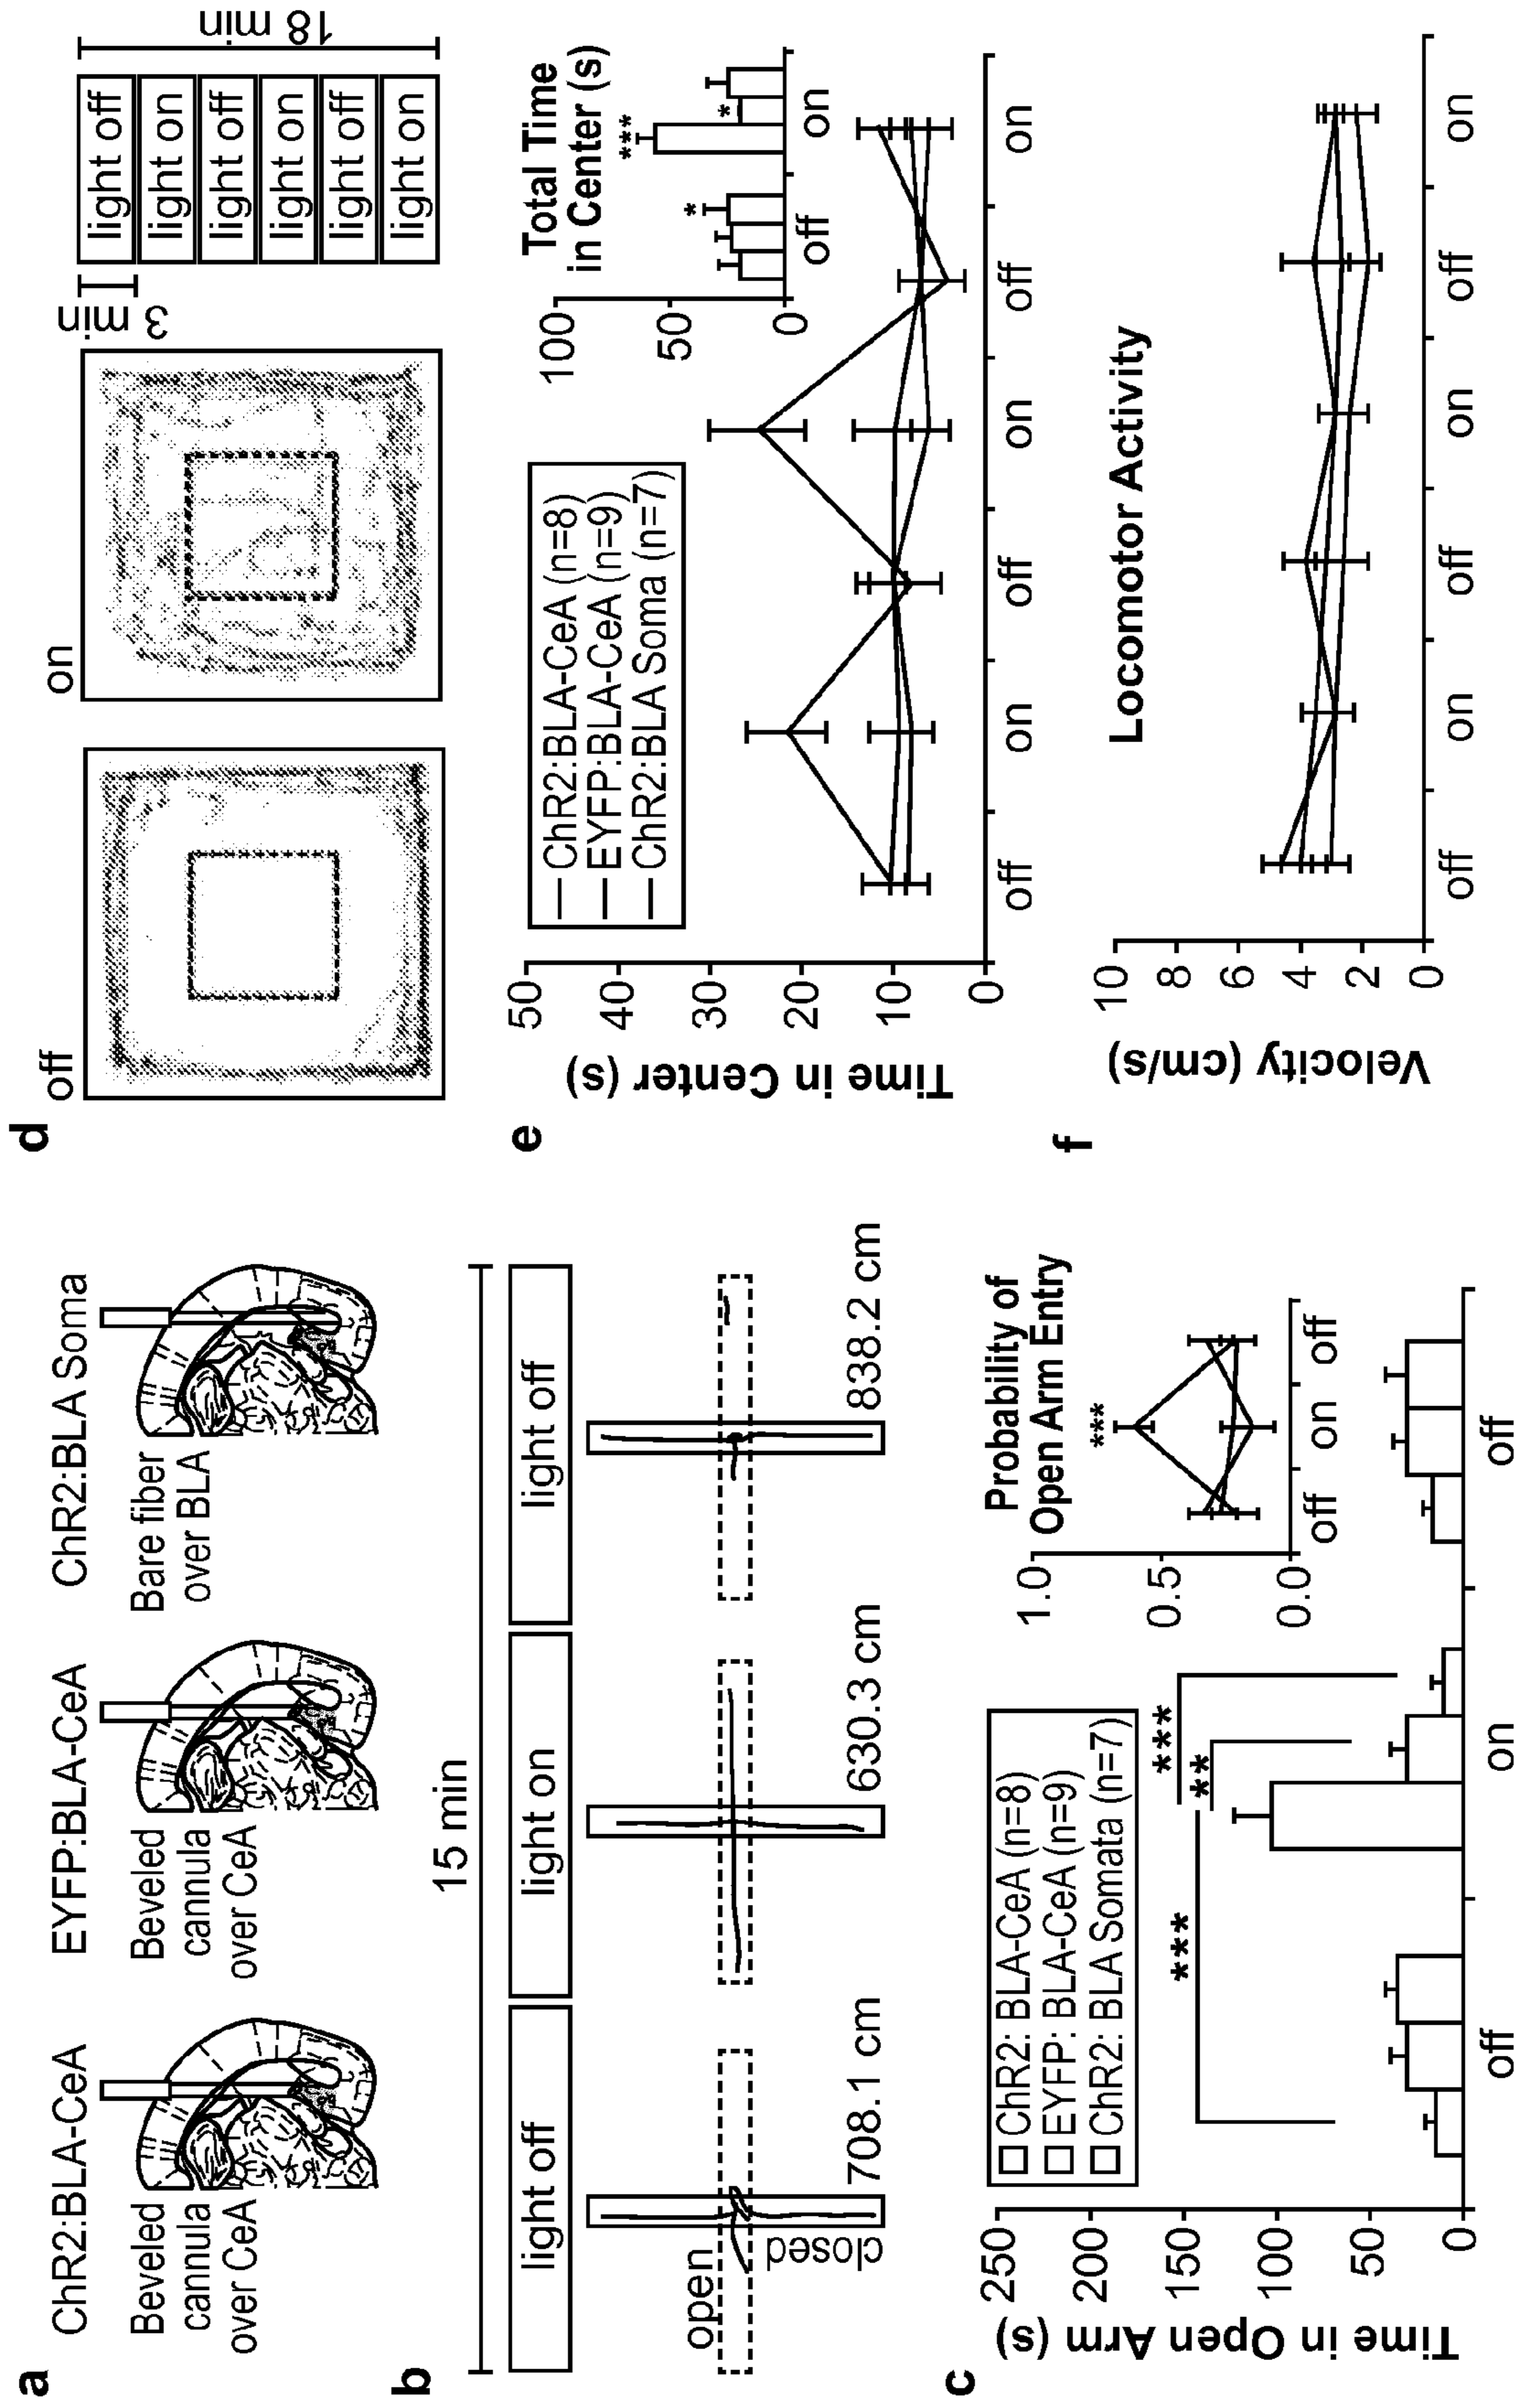 a
ChR2:BLA-CeA
EYFP:BLA-CeA
ChR2:BLA Soma
Beveled
cannula
over CeA
Beveled
cannula
over CeA
Bare fiber
over BLA
b
15 min
light off
light on
light off
open
closed
708.1 cm
630.3 cm
838.2 cm
c
Time in Open Arm (s)
250
200
150
100
50
0
ChR2: BLA-CeA (n=8)
EYFP: BLA-CeA (n=9)
ChR2: BLA Somata (n=7)
***
**
***
off
on
off
Probability of
Open Arm Entry
1.0
0.5
0.0
***
off
on
off
d
off
on
3 min
light off
light on
light off
light on
light off
light on
18 min
e
Time in Center (s)
50
40
30
20
10
0
ChR2:BLA-CeA (n=8)
EYFP:BLA-CeA (n=9)
ChR2:BLA Soma (n=7)
off
on
off
on
off
on
Total Time
in Center (s)
100
50
0
*
***
*
off
on
f
Locomotor Activity
Velocity (cm/s)
10
8
6
4
2
0
off
on
off
on
off
on